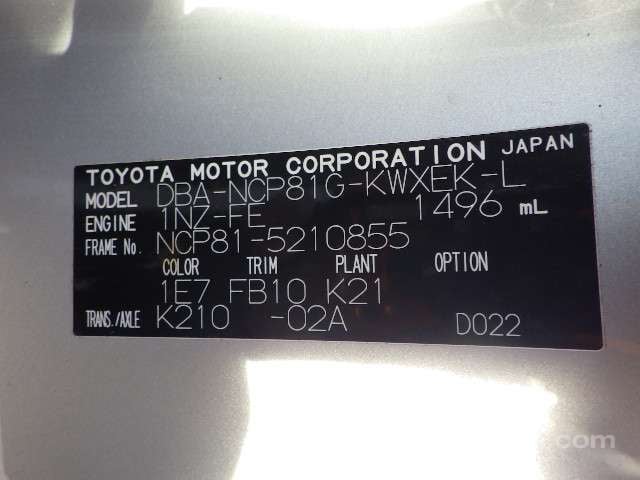 TOYOTA MOTOR CORPORATION JAPAN
MODEL DBA-NCP81G-KWXEK-L
ENGINE 1NZ-FE 1496 mL
FRAME No. NCP81-5210855
COLOR TRIM PLANT OPTION
1E7 FB10 K21
TRANS./AXLE K210 -02A D022
com